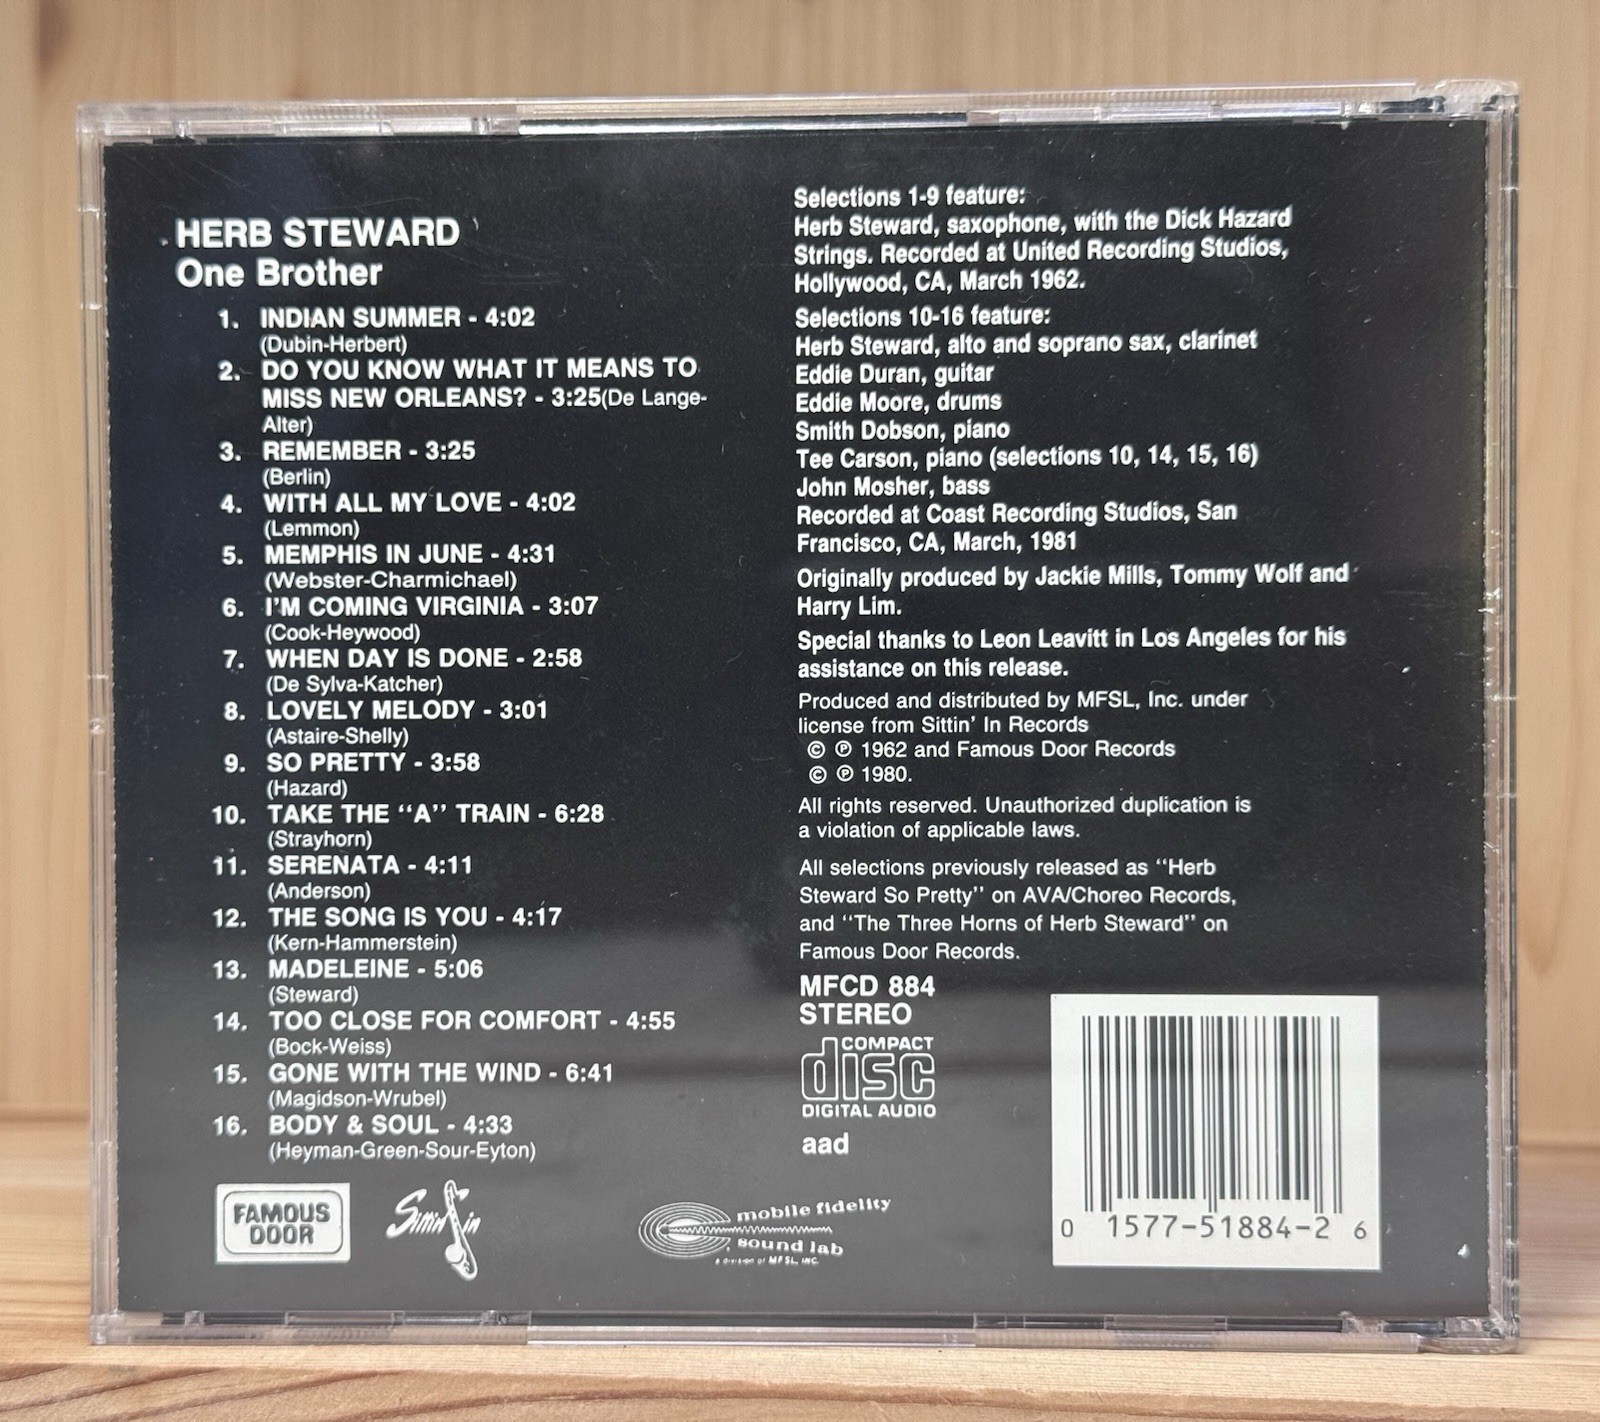 HERB STEWARD
One Brother
1. INDIAN SUMMER - 4:02
(Dubin-Herbert)
2. DO YOU KNOW WHAT IT MEANS TO
MISS NEW ORLEANS? - 3:25(De Lange-
Alter)
3. REMEMBER - 3:25
(Berlin)
4. WITH ALL MY LOVE - 4:02
(Lemmon)
5. MEMPHIS IN JUNE - 4:31
(Webster-Charmichael)
6. I'M COMING VIRGINIA - 3:07
(Cook-Heywood)
7. WHEN DAY IS DONE - 2:58
(De Sylva-Katcher)
8. LOVELY MELODY - 3:01
(Astaire-Shelly)
9. SO PRETTY - 3:58
(Hazard)
10. TAKE THE "A" TRAIN - 6:28
(Strayhorn)
11. SERENATA - 4:11
(Anderson)
12. THE SONG IS YOU - 4:17
(Kern-Hammerstein)
13. MADELEINE - 5:06
(Steward)
14. TOO CLOSE FOR COMFORT - 4:55
(Bock-Weiss)
15. GONE WITH THE WIND - 6:41
(Magidson-Wrubel)
16. BODY & SOUL - 4:33
(Heyman-Green-Sour-Eyton)
Selections 1-9 feature:
Herb Steward, saxophone, with the Dick Hazard
Strings. Recorded at United Recording Studios,
Hollywood, CA, March 1962.
Selections 10-16 feature:
Herb Steward, alto and soprano sax, clarinet
Eddie Duran, guitar
Eddie Moore, drums
Smith Dobson, piano
Tee Carson, piano (selections 10, 14, 15, 16)
John Mosher, bass
Recorded at Coast Recording Studios, San
Francisco, CA, March, 1981
Originally produced by Jackie Mills, Tommy Wolf and
Harry Lim.
Special thanks to Leon Leavitt in Los Angeles for his
assistance on this release.
Produced and distributed by MFSL, Inc. under
license from Sittin' In Records
© ℗ 1962 and Famous Door Records
© ℗ 1980.
All rights reserved. Unauthorized duplication is
a violation of applicable laws.
All selections previously released as "Herb
Steward So Pretty" on AVA/Choreo Records,
and "The Three Horns of Herb Steward" on
Famous Door Records.
MFCD 884
STEREO
COMPACT
disc
DIGITAL AUDIO
aad
FAMOUS
DOOR
Sittin' in
mobile fidelity
sound lab
a division of MFSL, INC.
0 1577-51884-2 6